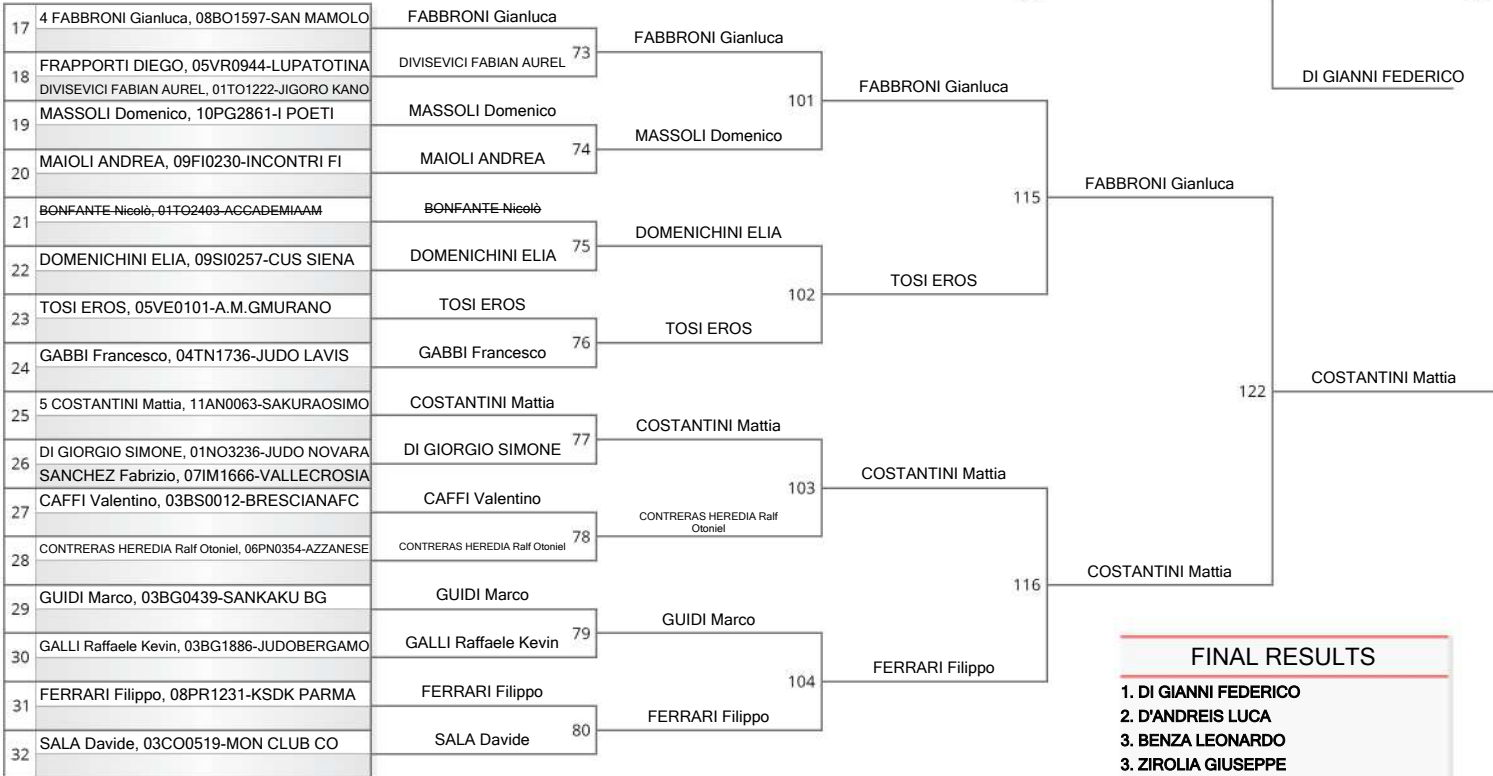 17
4 FABBRONI Gianluca, 08BO1597-SAN MAMOLO
18
FRAPPORTI DIEGO, 05VR0944-LUPATOTINA
DIVISEVICI FABIAN AUREL, 01TO1222-JIGORO KANO
19
MASSOLI Domenico, 10PG2861-I POETI
20
MAIOLI ANDREA, 09FI0230-INCONTRI FI
21
BONFANTE Nicolò, 01TO2403-ACCADEMIAAM
22
DOMENICHINI ELIA, 09SI0257-CUS SIENA
23
TOSI EROS, 05VE0101-A.M.GMURANO
24
GABBI Francesco, 04TN1736-JUDO LAVIS
25
5 COSTANTINI Mattia, 11AN0063-SAKURAOSIMO
26
DI GIORGIO SIMONE, 01NO3236-JUDO NOVARA
SANCHEZ Fabrizio, 07IM1666-VALLECROSIA
27
CAFFI Valentino, 03BS0012-BRESCIANAFC
28
CONTRERAS HEREDIA Ralf Otoniel, 06PN0354-AZZANESE
29
GUIDI Marco, 03BG0439-SANKAKU BG
30
GALLI Raffaele Kevin, 03BG1886-JUDOBERGAMO
31
FERRARI Filippo, 08PR1231-KSDK PARMA
32
SALA Davide, 03CO0519-MON CLUB CO
FABBRONI Gianluca
DIVISEVICI FABIAN AUREL
73
MASSOLI Domenico
MAIOLI ANDREA
74
BONFANTE Nicolò
DOMENICHINI ELIA
75
TOSI EROS
GABBI Francesco
76
COSTANTINI Mattia
DI GIORGIO SIMONE
77
CAFFI Valentino
CONTRERAS HEREDIA Ralf Otoniel
78
GUIDI Marco
GALLI Raffaele Kevin
79
FERRARI Filippo
SALA Davide
80
FABBRONI Gianluca
MASSOLI Domenico
101
DOMENICHINI ELIA
TOSI EROS
102
COSTANTINI Mattia
CONTRERAS HEREDIA Ralf
Otoniel
103
GUIDI Marco
FERRARI Filippo
104
FABBRONI Gianluca
TOSI EROS
115
COSTANTINI Mattia
FERRARI Filippo
116
FABBRONI Gianluca
COSTANTINI Mattia
122
DI GIANNI FEDERICO
COSTANTINI Mattia
FINAL RESULTS
1. DI GIANNI FEDERICO
2. D'ANDREIS LUCA
3. BENZA LEONARDO
3. ZIROLIA GIUSEPPE